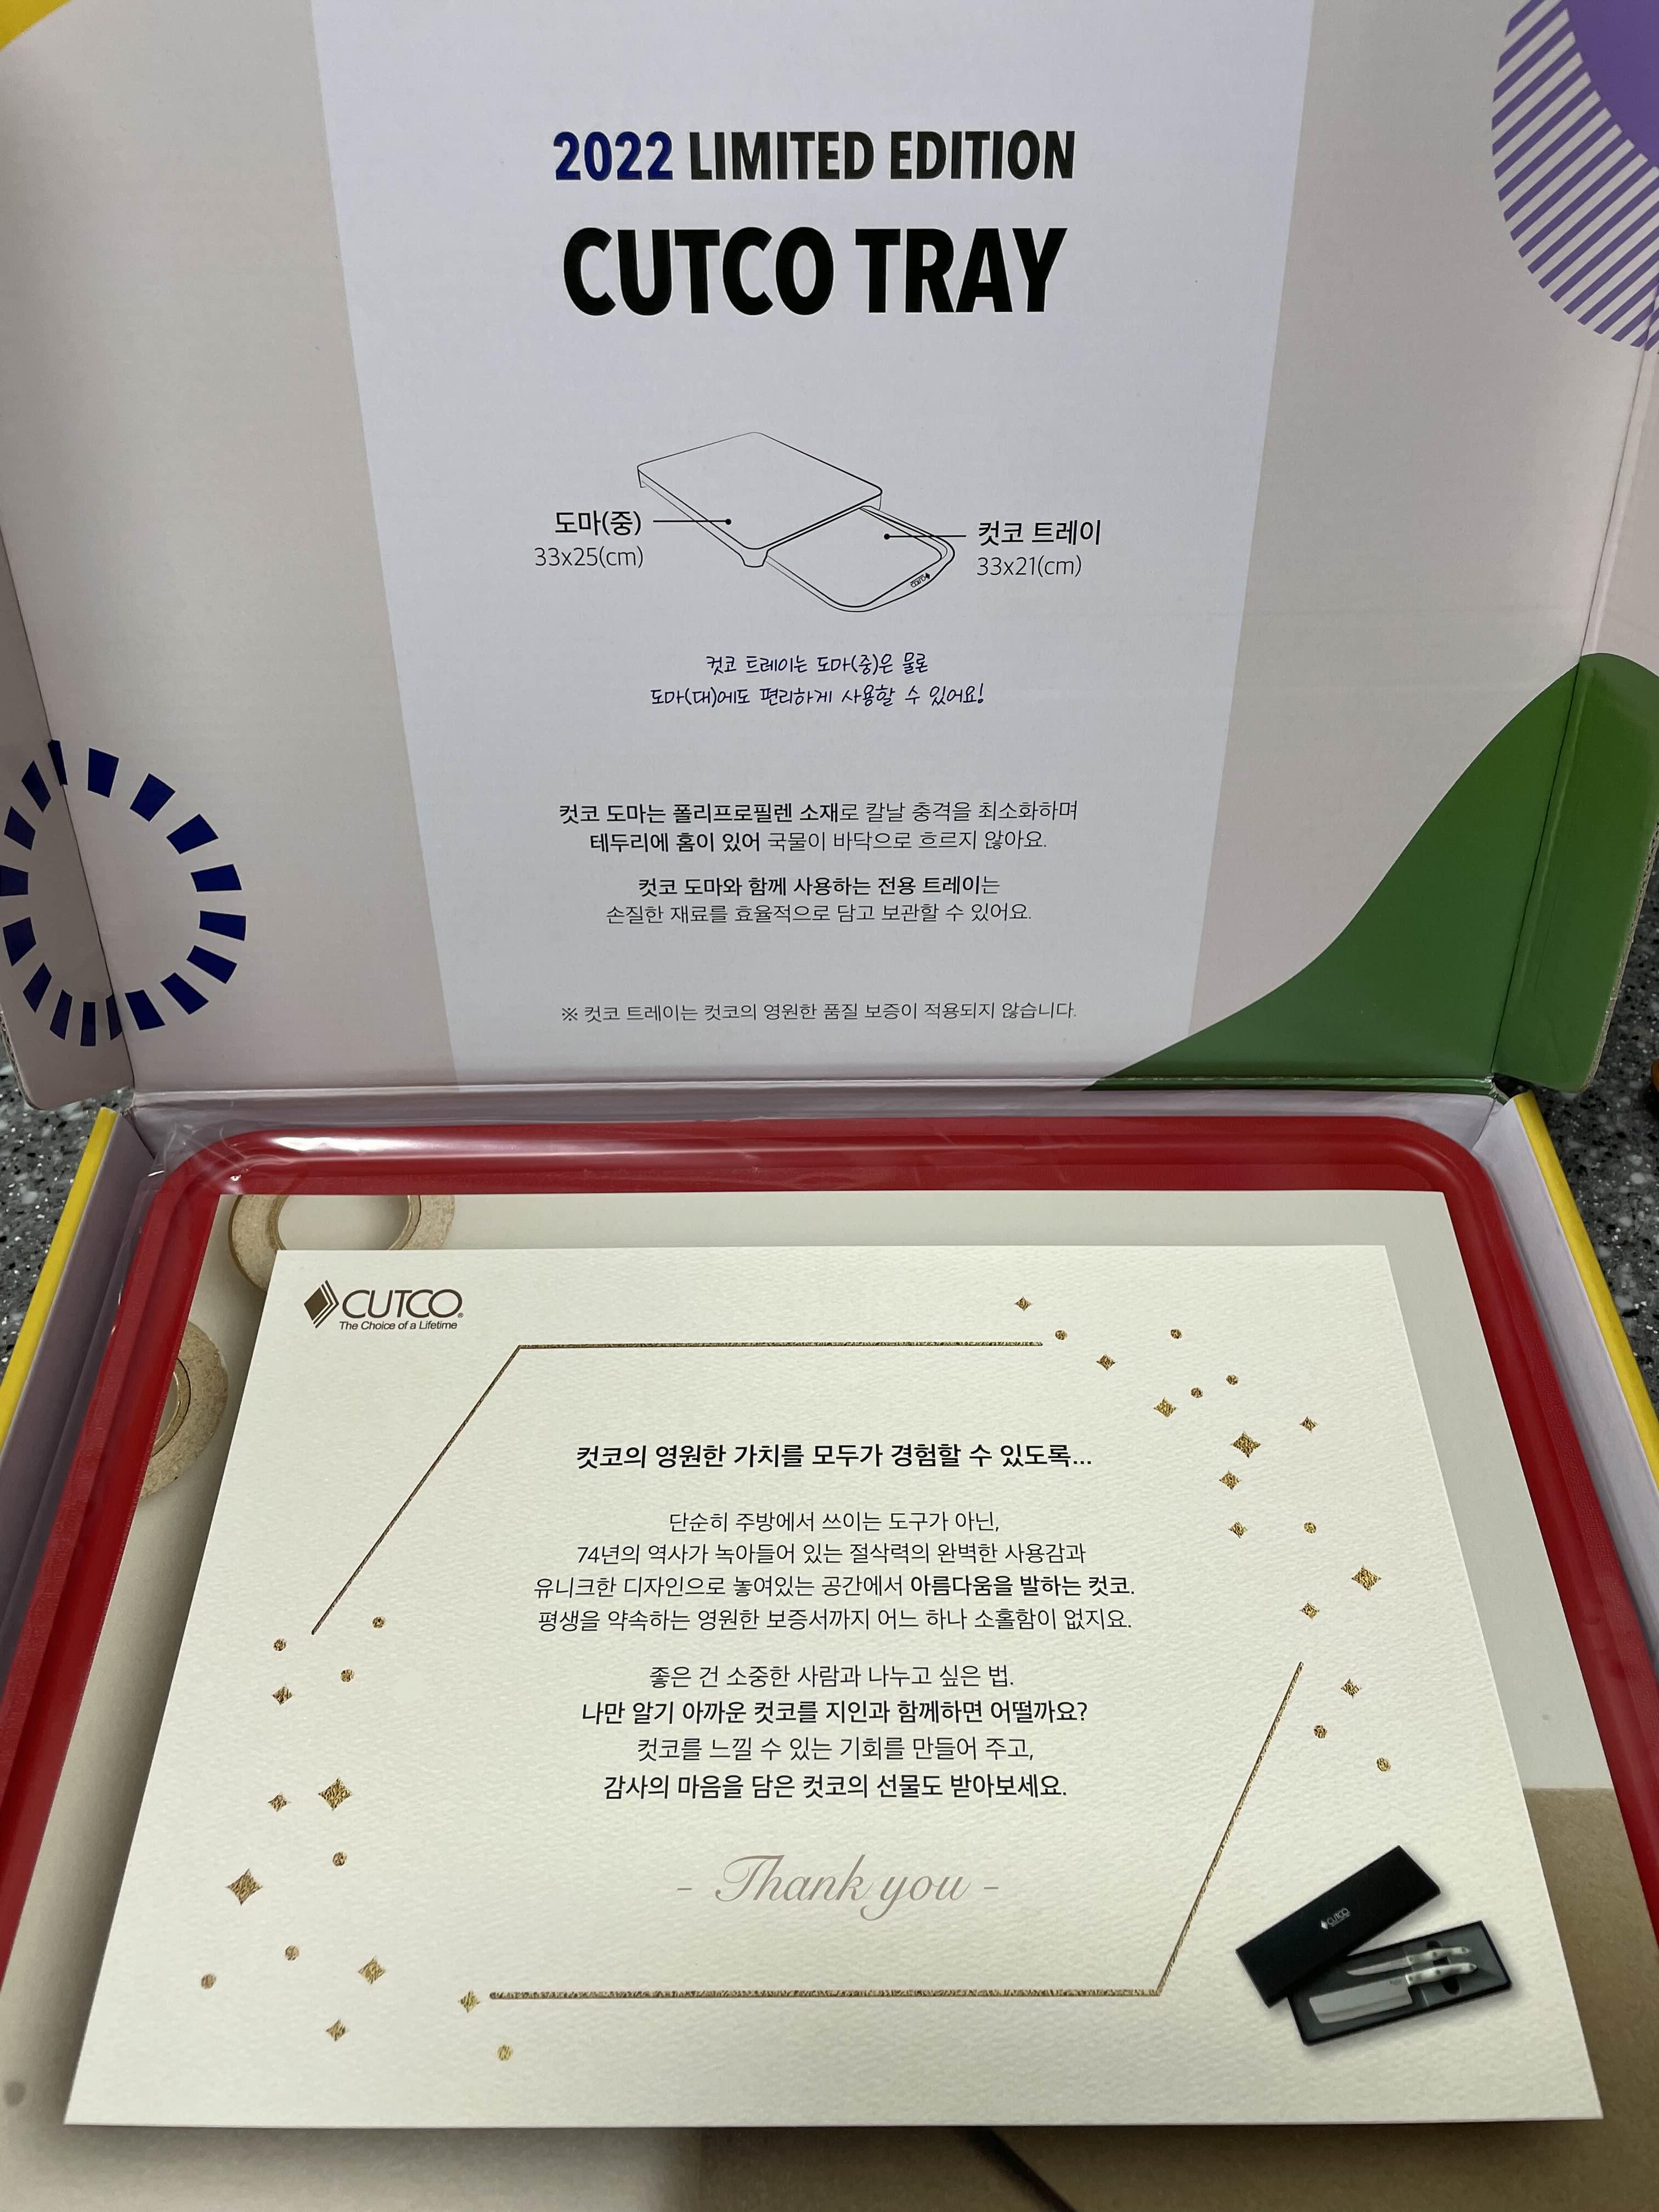 2022 LIMITED EDITION
CUTCO TRAY
도마(중)
33x25(cm)
컷코 트레이
33x21(cm)
CUTCO
컷코 트레이는 도마(중)은 물론
도마(대)에도 편리하게 사용할 수 있어요!
컷코 도마는 폴리프로필렌 소재로 칼날 충격을 최소화하며
테두리에 홈이 있어 국물이 바닥으로 흐르지 않아요.
컷코 도마와 함께 사용하는 전용 트레이는
손질한 재료를 효율적으로 담고 보관할 수 있어요.
※ 컷코 트레이는 컷코의 영원한 품질 보증이 적용되지 않습니다.
CUTCO®
The Choice of a Lifetime
컷코의 영원한 가치를 모두가 경험할 수 있도록...
단순히 주방에서 쓰이는 도구가 아닌,
74년의 역사가 녹아들어 있는 절삭력의 완벽한 사용감과
유니크한 디자인으로 놓여있는 공간에서 아름다움을 발하는 컷코.
평생을 약속하는 영원한 보증서까지 어느 하나 소홀함이 없지요.
좋은 건 소중한 사람과 나누고 싶은 법.
나만 알기 아까운 컷코를 지인과 함께하면 어떨까요?
컷코를 느낄 수 있는 기회를 만들어 주고,
감사의 마음을 담은 컷코의 선물도 받아보세요.
- Thank you -
CUTCO